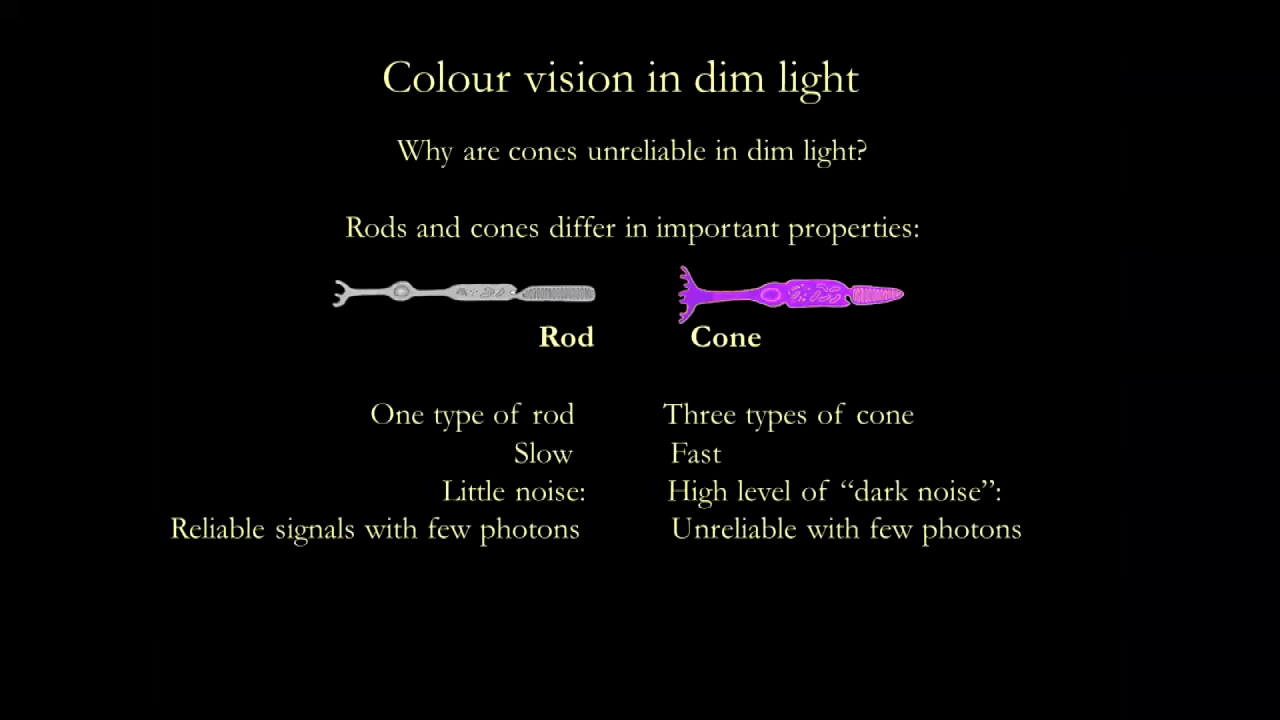 Colour vision in dim light
Why are cones unreliable in dim light?
Rods and cones differ in important properties:
Rod Cone
One type of rod Three types of cone
Slow Fast
Little noise: High level of “dark noise”:
Reliable signals with few photons Unreliable with few photons